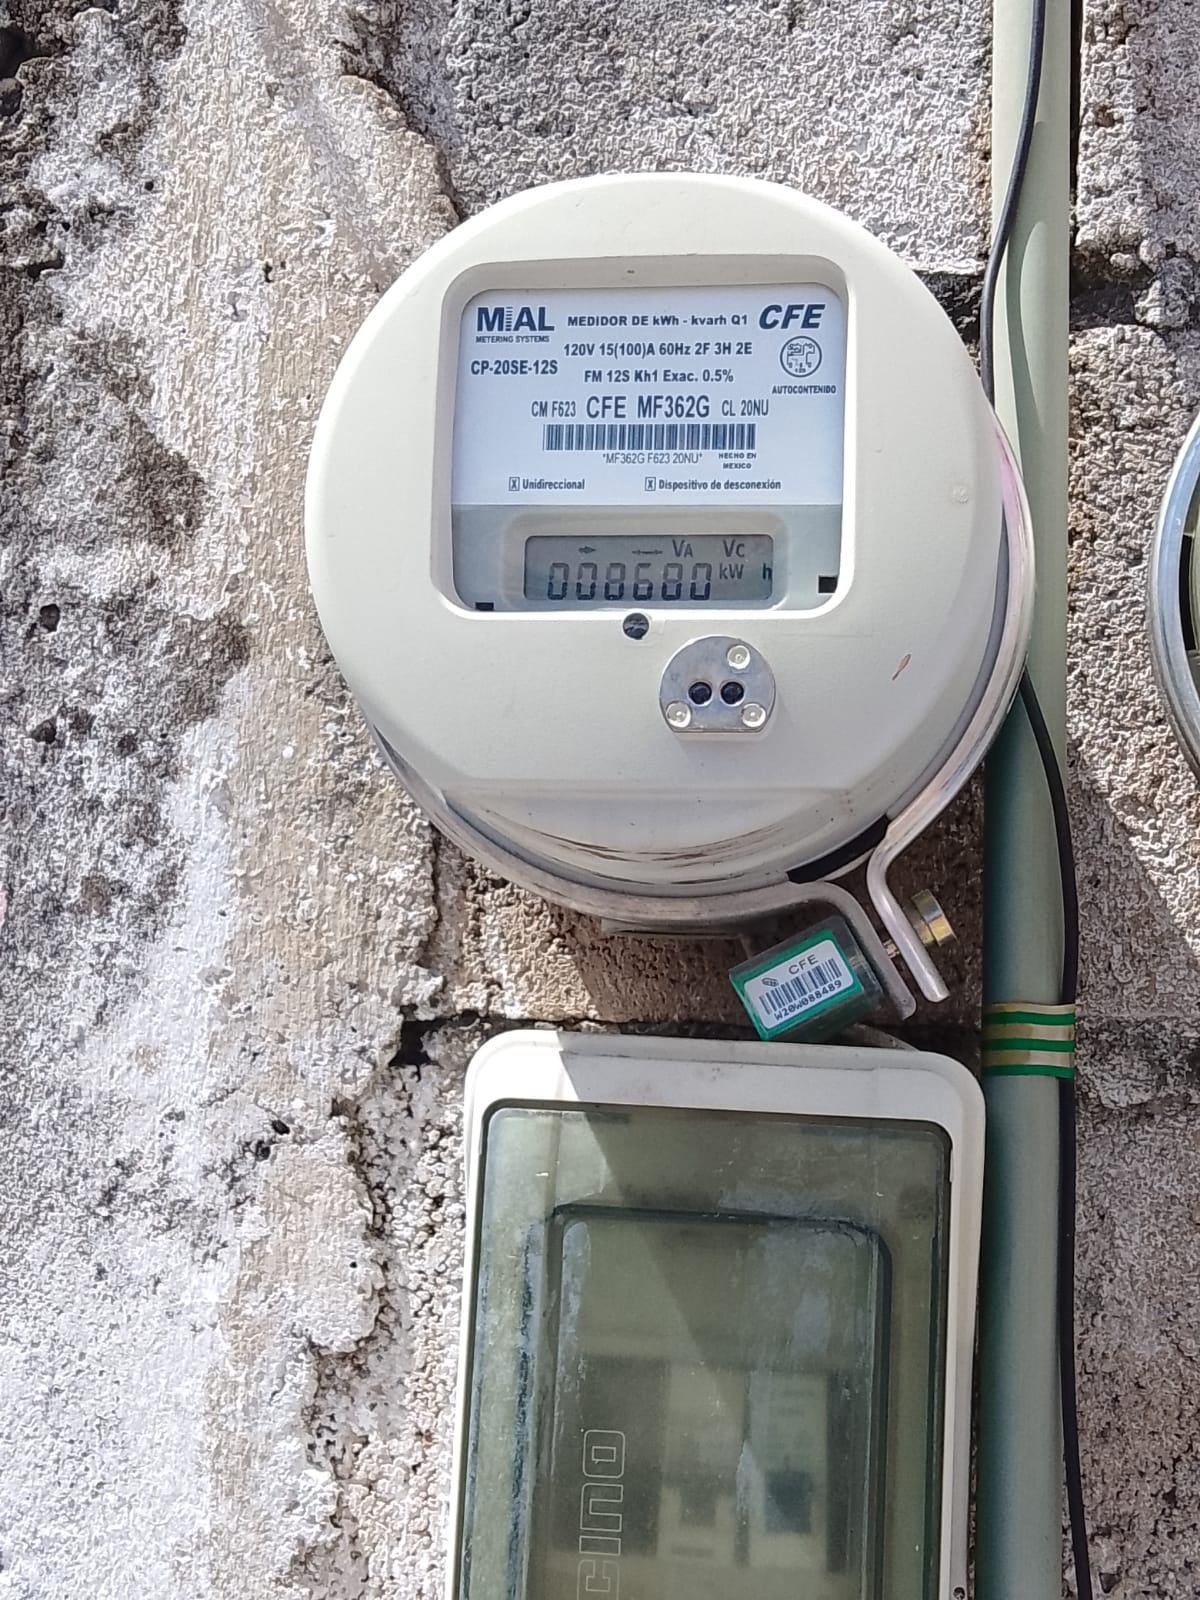 MIAL
METERING SYSTEMS
MEDIDOR DE kWh - kvarh Q1
CFE
120V 15(100)A 60Hz 2F 3H 2E
CP-20SE-12S
FM 12S Kh1 Exac. 0.5%
AUTOCONTENIDO
CM F623 CFE MF362G CL 20NU
*MF362G F623 20NU*
HECHO EN
MEXICO
X Unidireccional
X Dispositivo de desconexión
VA VC
008680 kW h
CFE
W20W088489
CINO